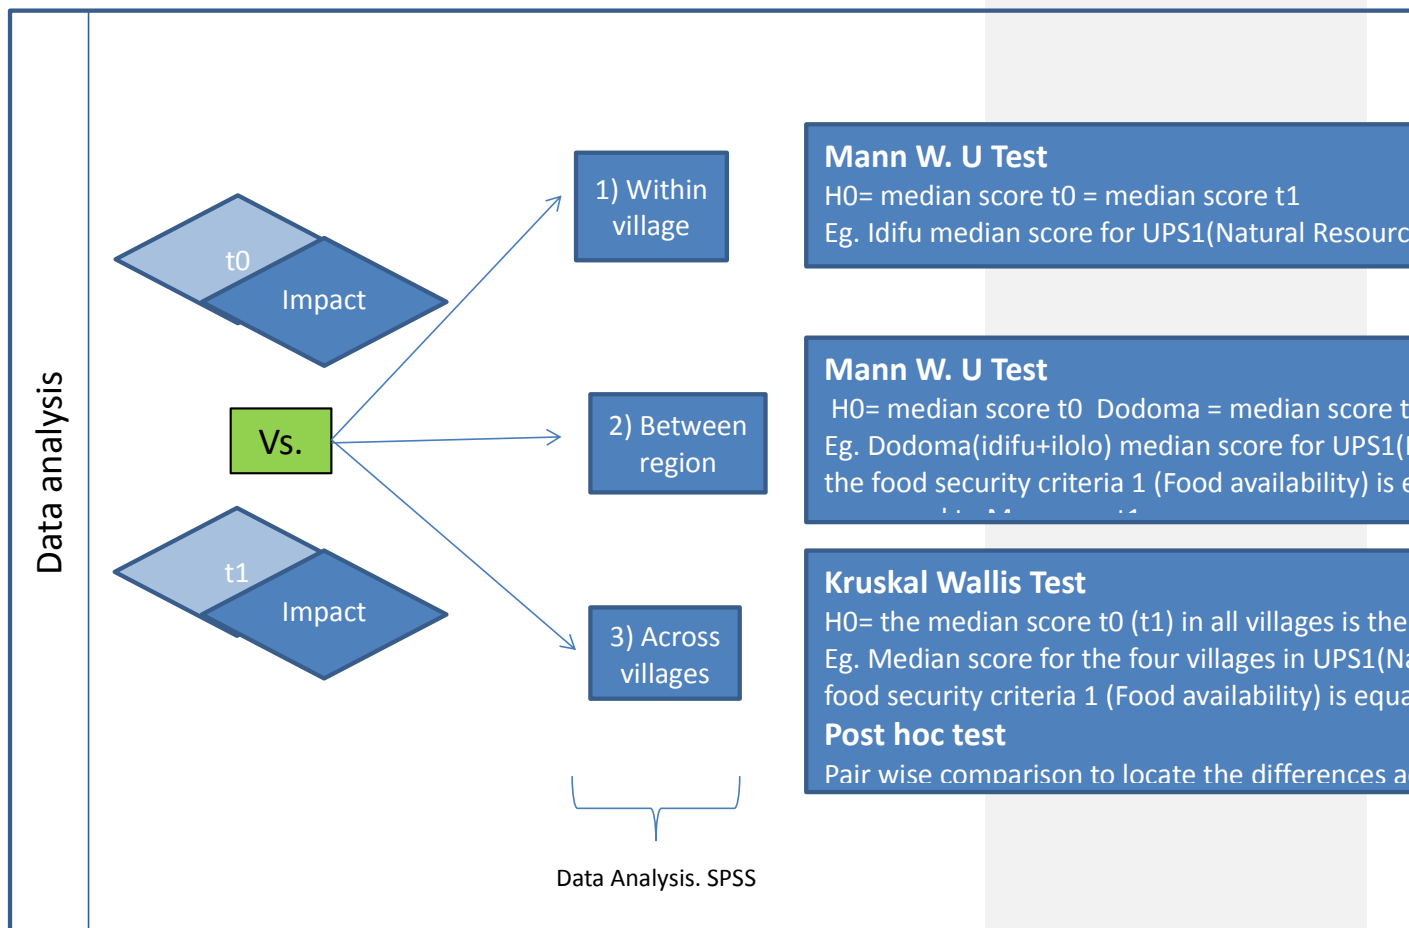 Data analysis
t0
Impact
Vs.
t1
Impact
1) Within
village
2) Between
region
3) Across
villages
Data Analysis. SPSS
Mann W. U Test
H0= median score t0 = median score t1
Eg. Idifu median score for UPS1(Natural Resourc
Mann W. U Test
H0= median score t0 Dodoma = median score t
Eg. Dodoma(idifu+ilolo) median score for UPS1(
the food security criteria 1 (Food availability) is e
Kruskal Wallis Test
H0= the median score t0 (t1) in all villages is the
Eg. Median score for the four villages in UPS1(Na
food security criteria 1 (Food availability) is equa
Post hoc test
Pair wise comparison to locate the differences a